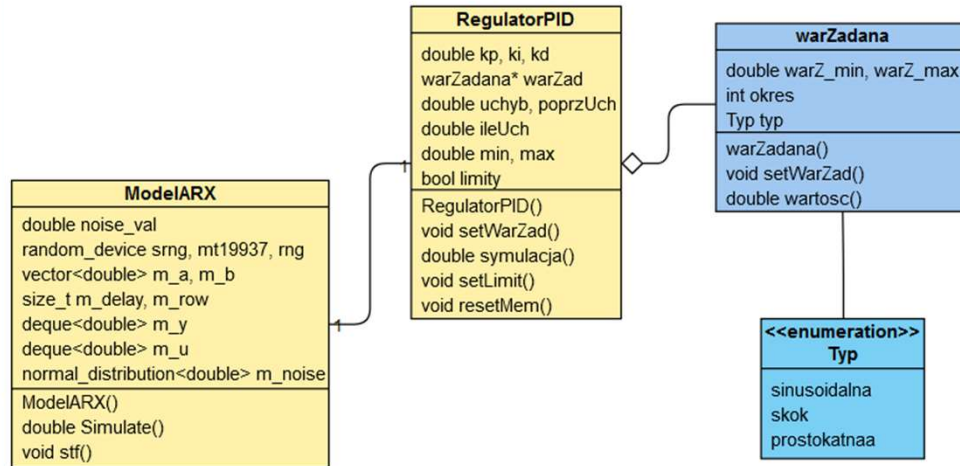 RegulatorPID
double kp, ki, kd
warZadana* warZad
double uchyb, poprzUch
double ileUch
double min, max
bool limity
RegulatorPID()
void setWarZad()
double symulacja()
void setLimit()
void resetMem()
1
warZadana
double warZ_min, warZ_max
int okres
Typ typ
warZadana()
void setWarZad()
double wartosc()
ModelARX
double noise_val
random_device srng, mt19937, rng
vector<double> m_a, m_b
size_t m_delay, m_row
deque<double> m_y
deque<double> m_u
normal_distribution<double> m_noise
ModelARX()
double Simulate()
void stf()
1
<<enumeration>>
Typ
sinusoidalna
skok
prostokatnaa